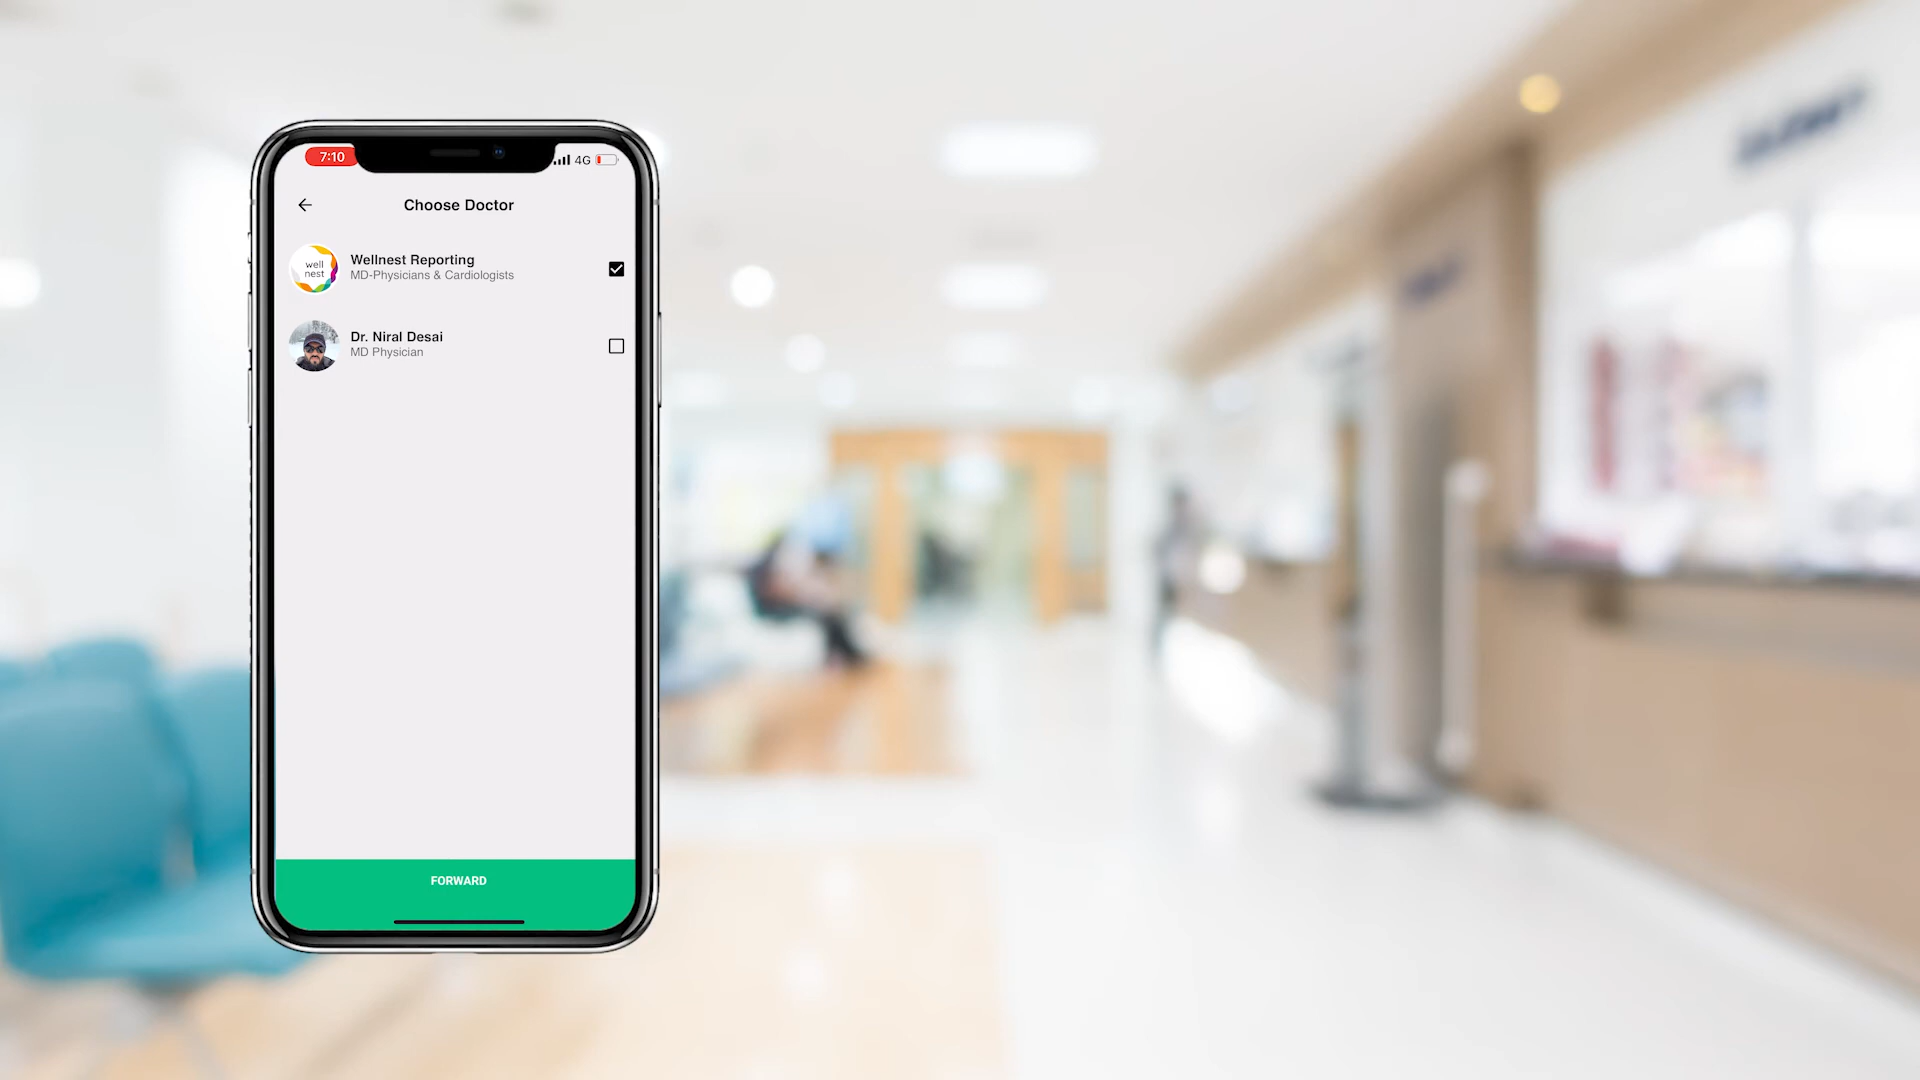 7:10
4G
Choose Doctor
well
nest
Wellnest Reporting
MD-Physicians & Cardiologists
Dr. Niral Desai
MD Physician
FORWARD